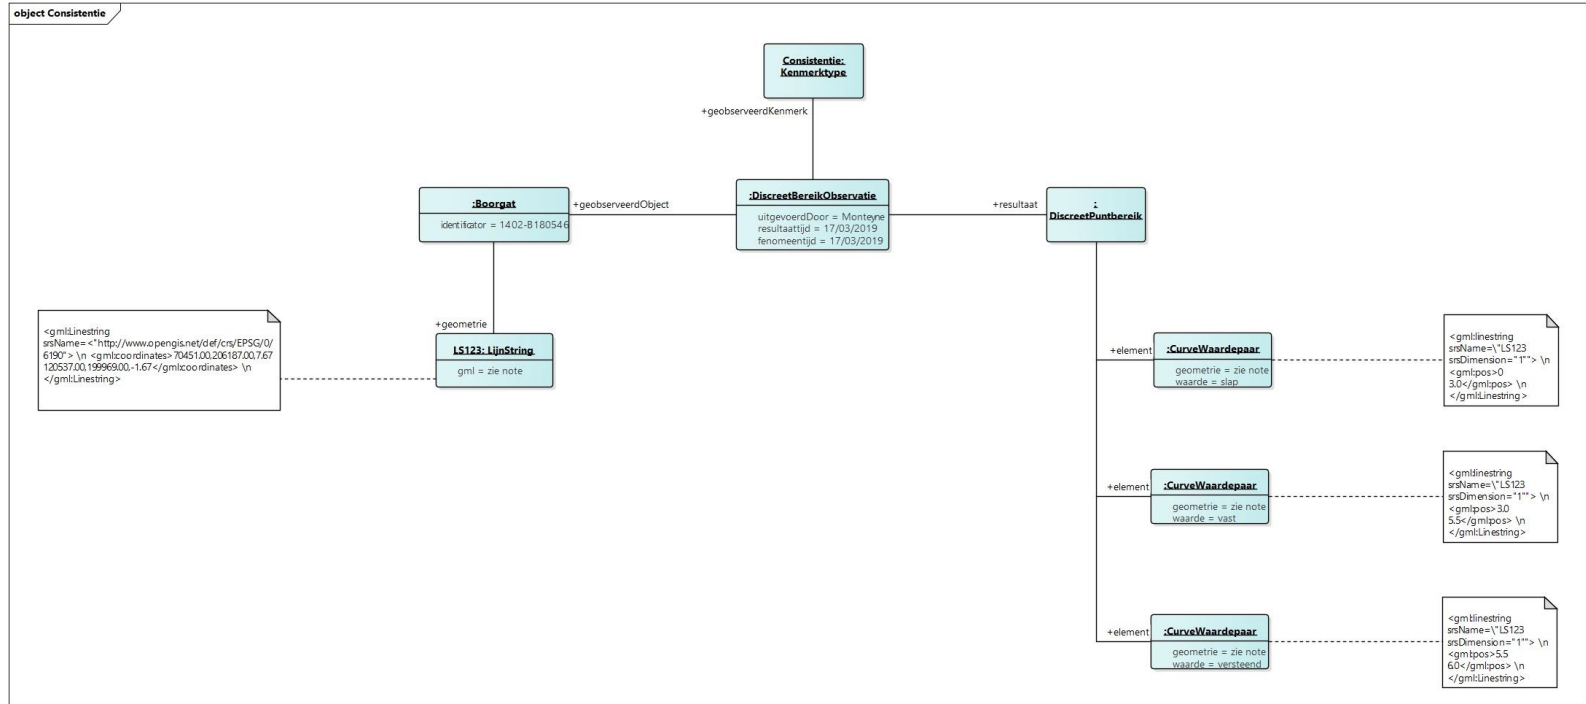 object Consistentie
Consistentie:
Kenmerktype
+geobserveerdKenmerk
:Boorgat
identificator = 1402-B180546
+geobserveerdObject
:DiscreetBereikObservatie
uitgevoerdDoor = Monteyne
resultaattijd = 17/03/2019
fenomeentijd = 17/03/2019
+resultaat
:
DiscreetPuntbereik
+geometrie
LS123: LijnString
gml = zie note
<gml:Linestring
srsName=<"http://www.opengis.net/def/crs/EPSG/0/
6190"> \n <gml:coordinates>70451.00,206187.00,7.67
120537.00,199969.00,-1.67</gml:coordinates> \n
</gml:Linestring>
+element
:CurveWaardepaar
geometrie = zie note
waarde = slap
<gml:linestring
srsName=\"LS123
srsDimension="1""> \n
<gml:pos>0
3.0</gml:pos> \n
</gml:Linestring>
+element
:CurveWaardepaar
geometrie = zie note
waarde = vast
<gml:linestring
srsName=\"LS123
srsDimension="1""> \n
<gml:pos>3.0
5.5</gml:pos> \n
</gml:Linestring>
+element
:CurveWaardepaar
geometrie = zie note
waarde = versteend
<gml:linestring
srsName=\"LS123
srsDimension="1""> \n
<gml:pos>5.5
6.0</gml:pos> \n
</gml:Linestring>